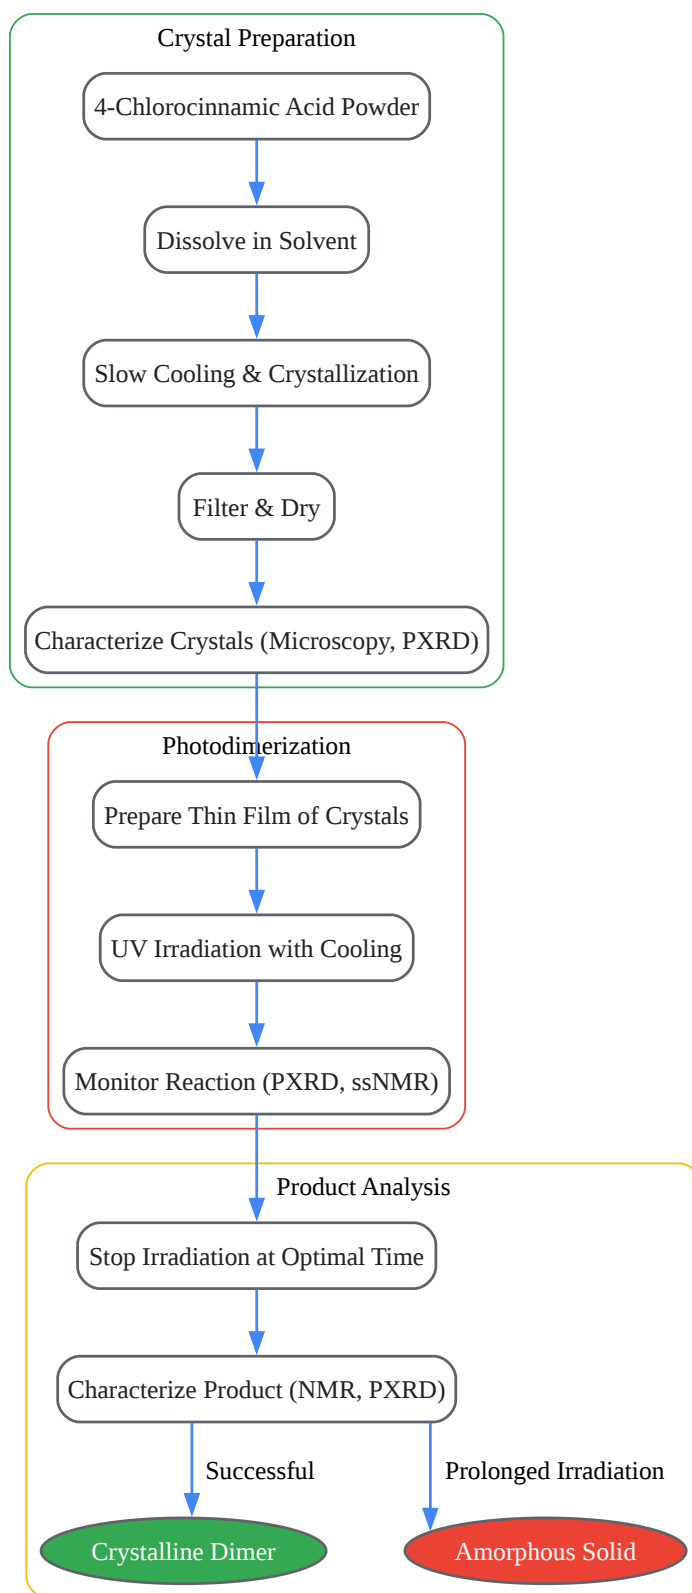 Crystal Preparation
4-Chlorocinnamic Acid Powder
Dissolve in Solvent
Slow Cooling & Crystallization
Filter & Dry
Characterize Crystals (Microscopy, PXRD)
Photodimerization
Prepare Thin Film of Crystals
UV Irradiation with Cooling
Monitor Reaction (PXRD, ssNMR)
Product Analysis
Stop Irradiation at Optimal Time
Characterize Product (NMR, PXRD)
Successful
Prolonged Irradiation
Crystalline Dimer
Amorphous Solid